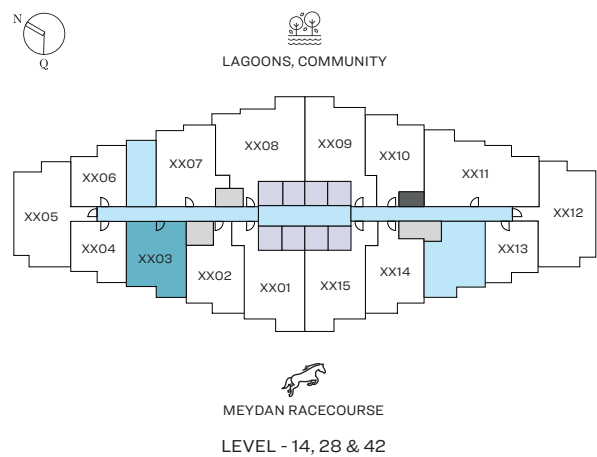 N
Q
LAGOONS, COMMUNITY
XX08
XX09
XX07
XX10
XX06
XX11
XX05
XX12
XX04
XX03
XX02
XX01
XX15
XX14
XX13
MEYDAN RACECOURSE
LEVEL - 14, 28 & 42